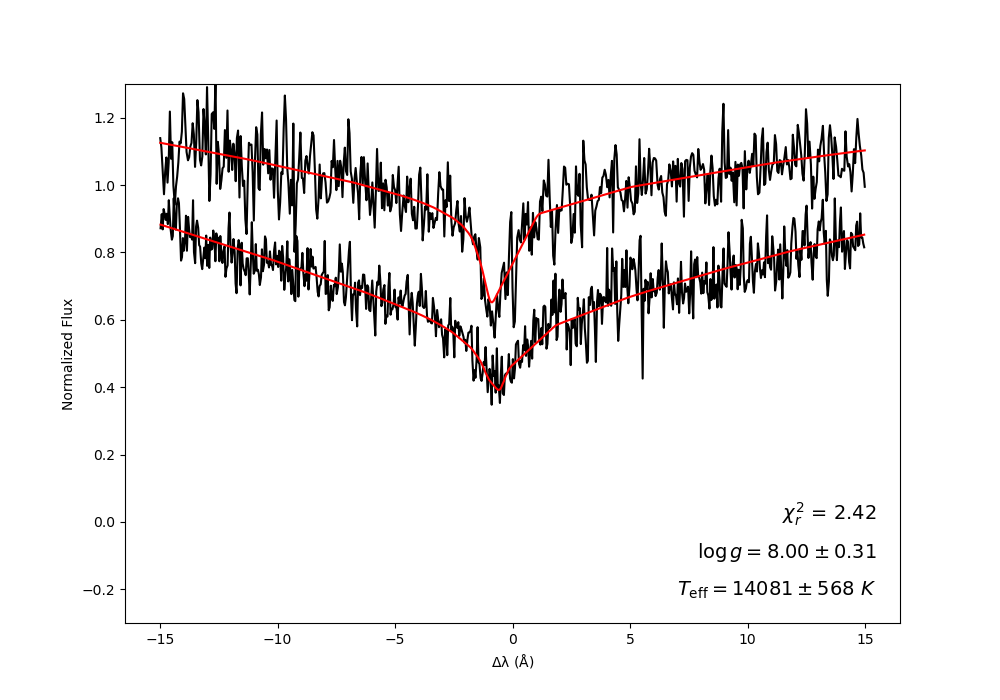 1.2
1.0
0.8
0.6
0.4
0.2
0.0
−0.2
Normalized Flux
χ²ᵣ = 2.42
log g = 8.00 ± 0.31
T_eff = 14081 ± 568 K
−15 −10 −5 0 5 10 15
Δλ (Å)